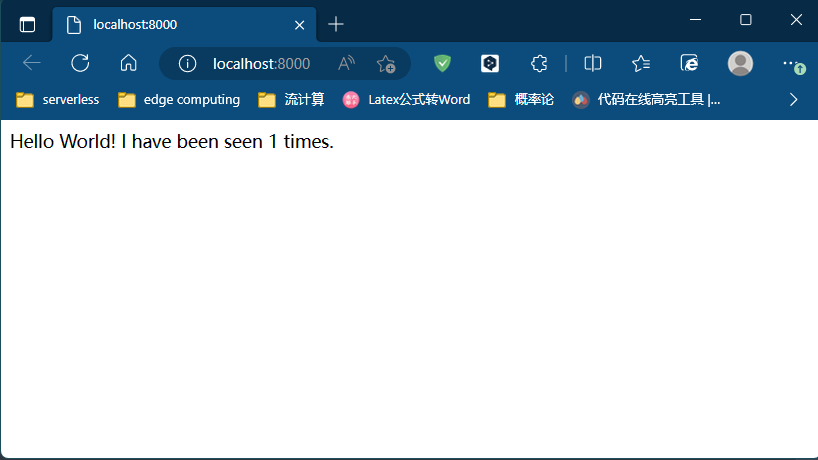 localhost:8000
localhost:8000
serverless edge computing 流计算 Latex公式转Word 概率论 代码在线高亮工具 |...
Hello World! I have been seen 1 times.